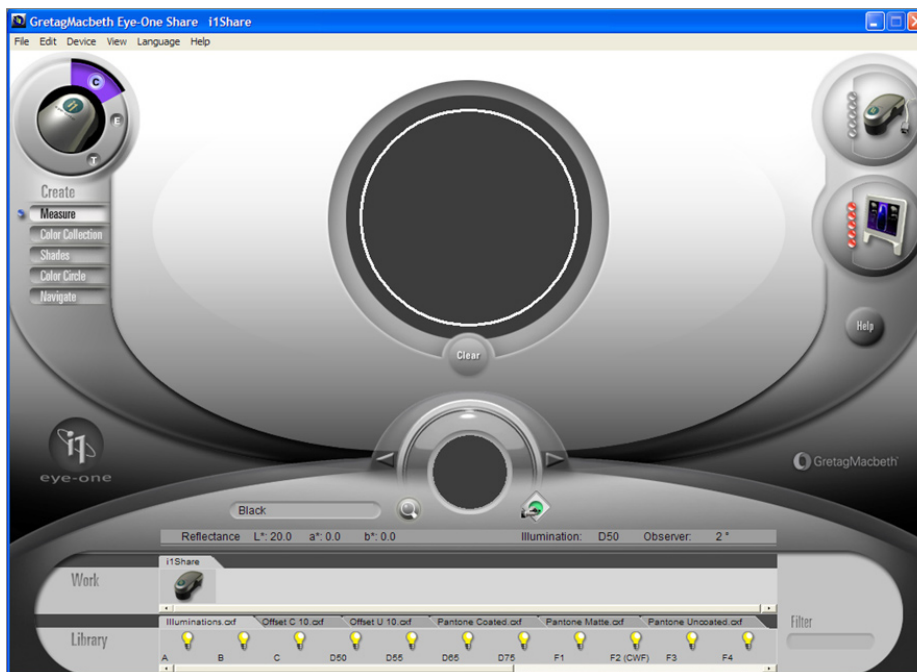 GretagMacbeth Eye-One Share i1Share
File Edit Device View Language Help
C
E
T
i1
Create
Measure
Color Collection
Shades
Color Circle
Navigate
Help
Clear
i1
eye-one
GretagMacbeth
Black
Reflectance L*: 20.0 a*: 0.0 b*: 0.0 Illumination: D50 Observer: 2 °
Work
i1Share
Library
Illuminations.cxf Offset C 10.cxf Offset U 10.cxf Pantone Coated.cxf Pantone Matte.cxf Pantone Uncoated.cxf
A B C D50 D55 D65 D75 F1 F2 (CWF) F3 F4
Filter